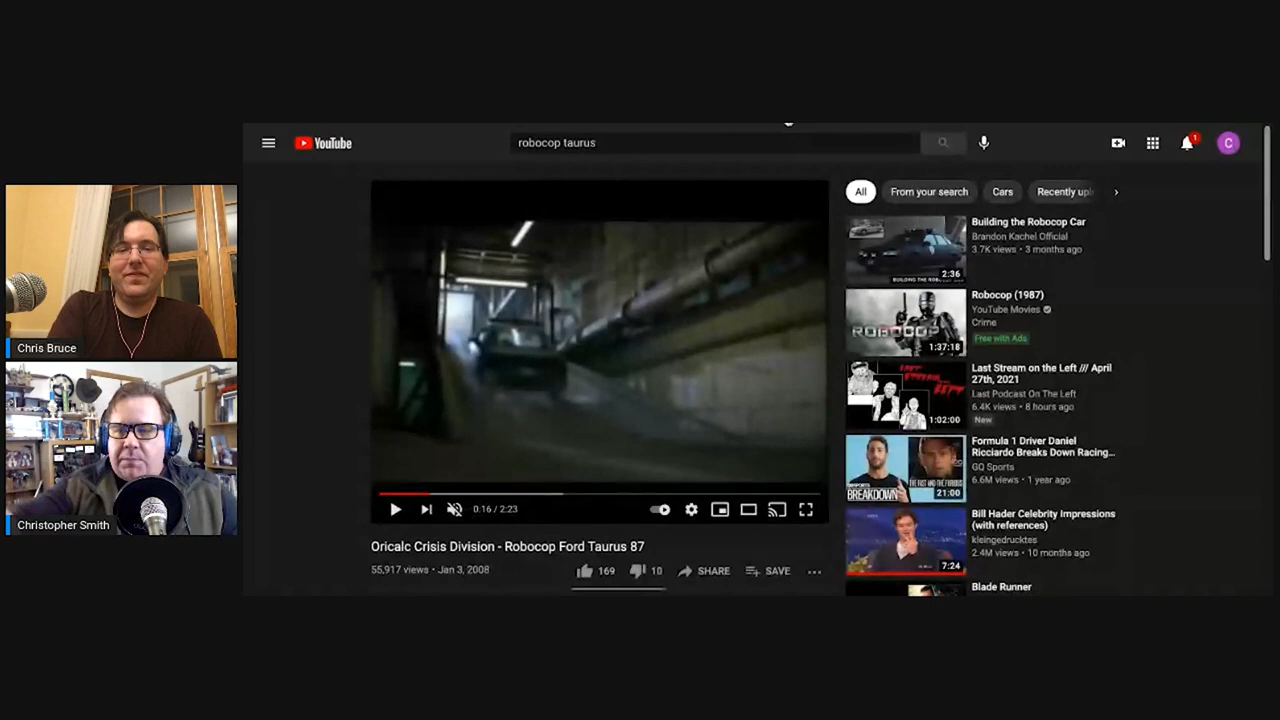 YouTube
robocop taurus
1
C
All
From your search
Cars
Recently upl
Building the Robocop Car
Brandon Kachel Official
3.7K views • 3 months ago
2:36
Robocop (1987)
YouTube Movies
Crime
Free with Ads
ROBOCOP
1:37:18
Last Stream on the Left /// April
27th, 2021
Last Podcast On The Left
6.4K views • 8 hours ago
New
1:02:00
Formula 1 Driver Daniel
Ricciardo Breaks Down Racing...
GQ Sports
6.6M views • 1 year ago
BREAKDOWN
21:00
Bill Hader Celebrity Impressions
(with references)
kleingedrucktes
2.4M views • 10 months ago
7:24
Blade Runner
Chris Bruce
Christopher Smith
0:16 / 2:23
Oricalc Crisis Division - Robocop Ford Taurus 87
55,917 views • Jan 3, 2008
169
10
SHARE
SAVE